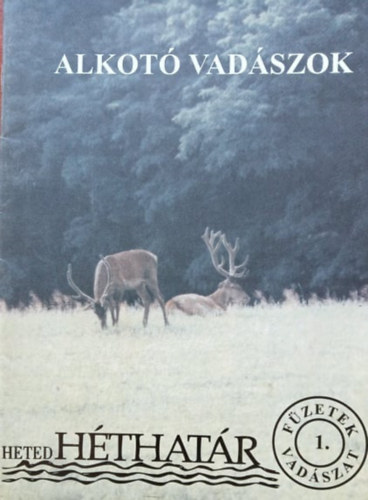 ALKOTÓ VADÁSZOK
HETED HÉTHATÁR
FÜZETEK
1.
VADÁSZAT